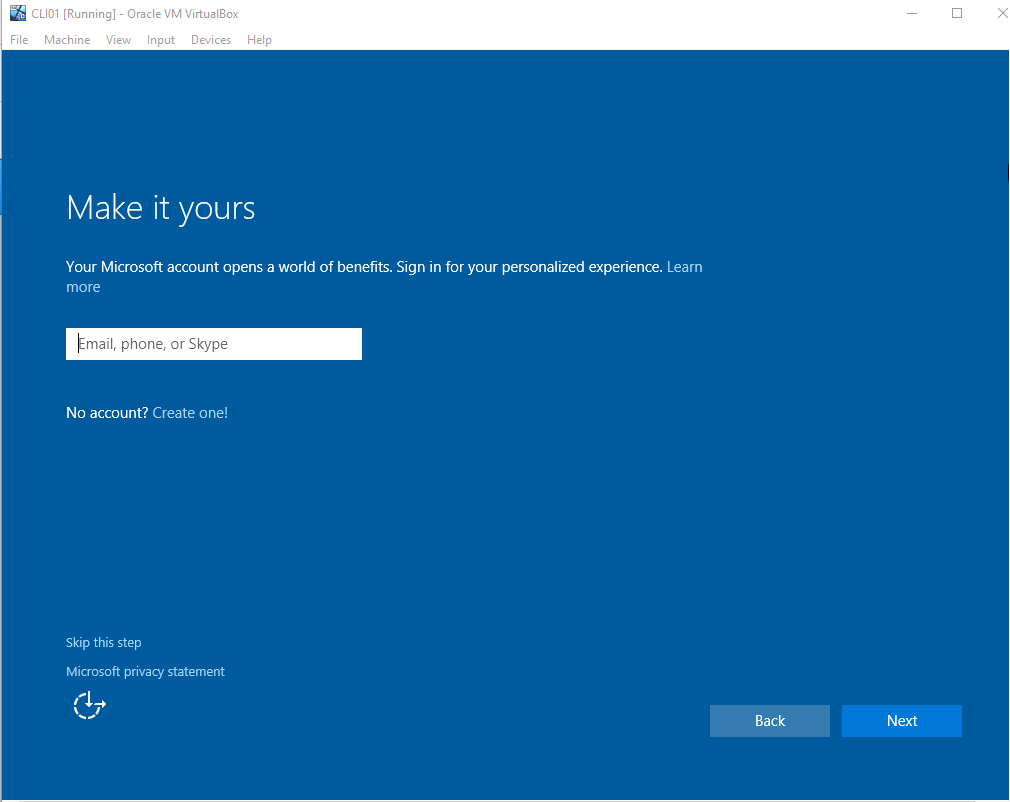 CLI01 [Running] - Oracle VM VirtualBox
File Machine View Input Devices Help
Make it yours
Your Microsoft account opens a world of benefits. Sign in for your personalized experience. Learn
more
Email, phone, or Skype
No account? Create one!
Skip this step
Microsoft privacy statement
Back Next